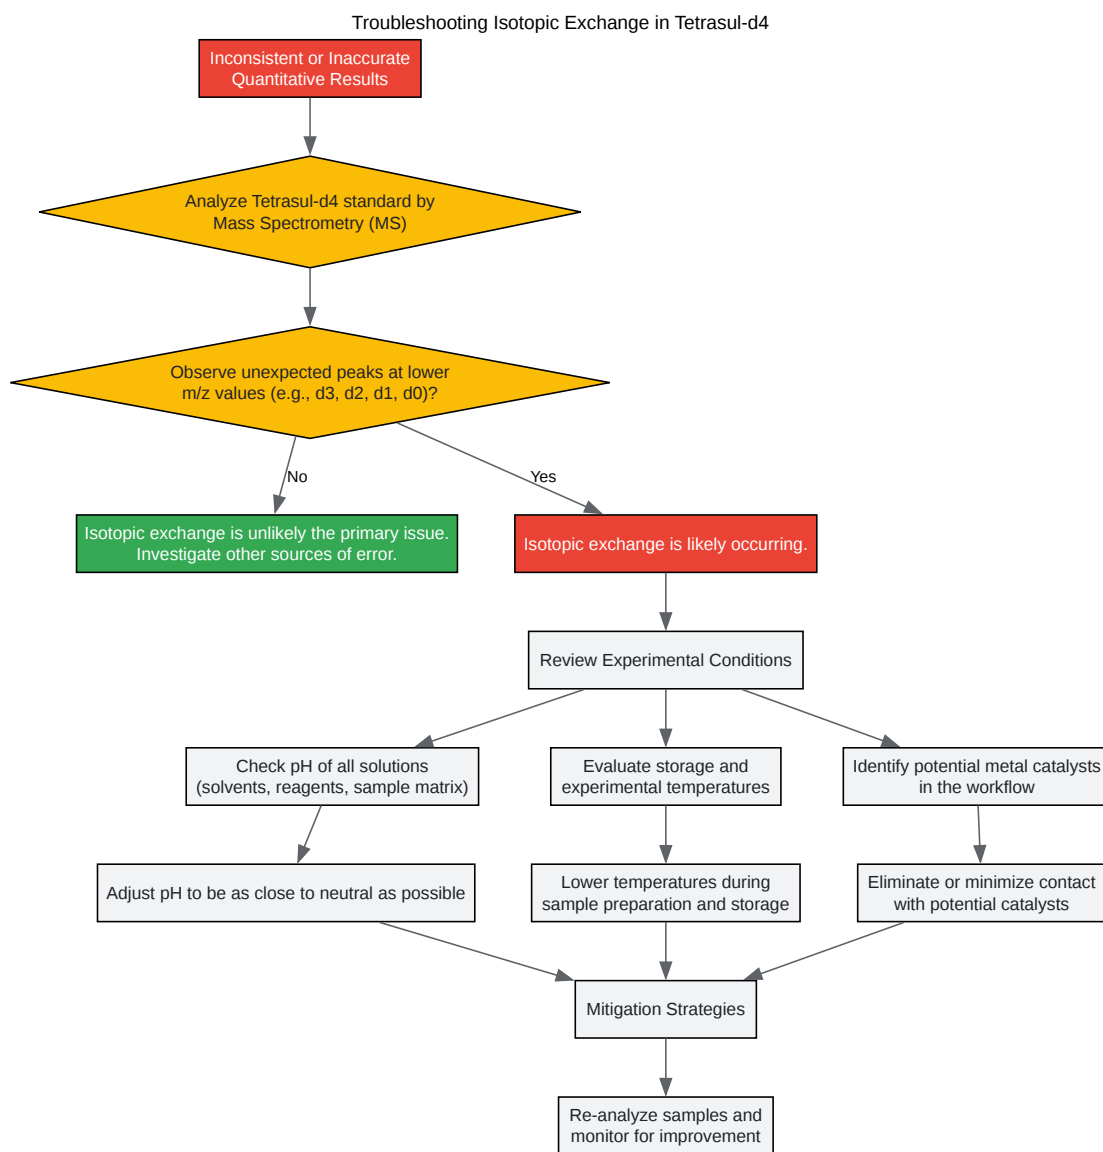 Troubleshooting Isotopic Exchange in Tetrasul-d4
Inconsistent or Inaccurate
Quantitative Results
Analyze Tetrasul-d4 standard by
Mass Spectrometry (MS)
Observe unexpected peaks at lower
m/z values (e.g., d3, d2, d1, d0)?
No
Yes
Isotopic exchange is unlikely the primary issue.
Investigate other sources of error.
Isotopic exchange is likely occurring.
Review Experimental Conditions
Check pH of all solutions
(solvents, reagents, sample matrix)
Evaluate storage and
experimental temperatures
Identify potential metal catalysts
in the workflow
Adjust pH to be as close to neutral as possible
Lower temperatures during
sample preparation and storage
Eliminate or minimize contact
with potential catalysts
Mitigation Strategies
Re-analyze samples and
monitor for improvement